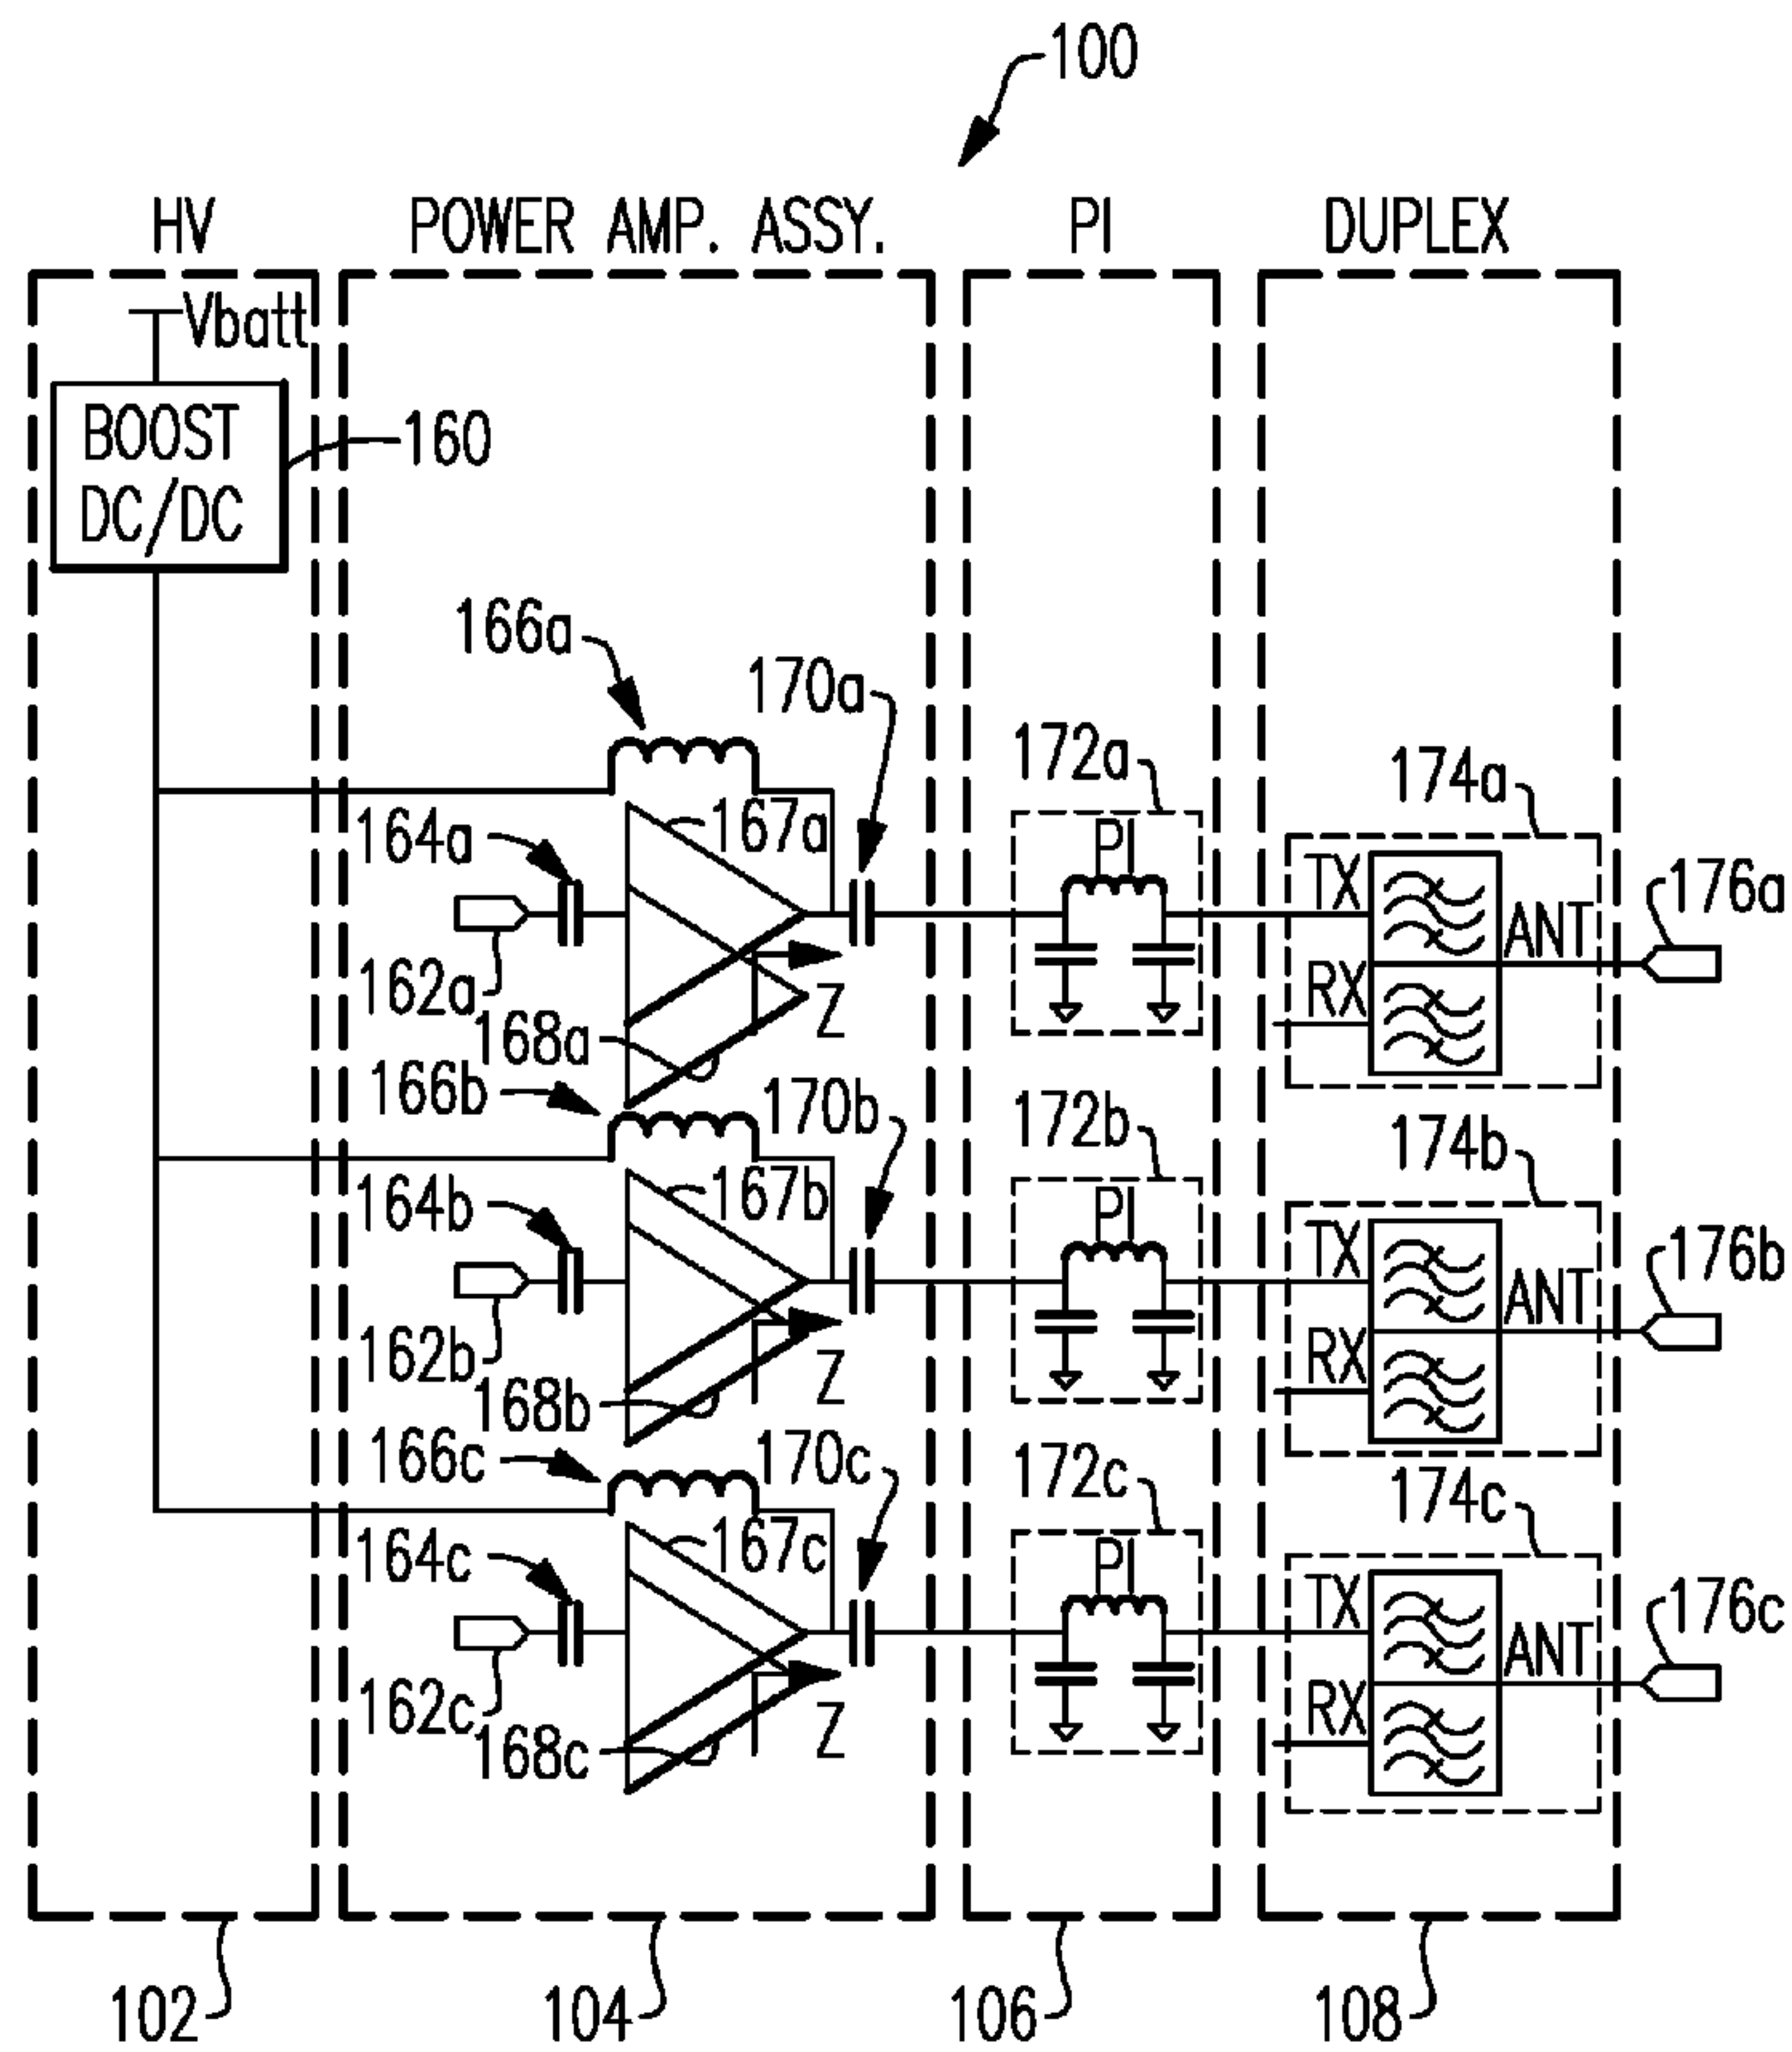 100
HV
POWER AMP. ASSY.
PI
DUPLEX
Vbatt
BOOST
DC/DC
160
166a
170a
172a
174a
167a
164a
PI
TX
ANT
176a
162a
RX
Z
168a
166b
170b
172b
174b
167b
164b
PI
TX
ANT
176b
162b
RX
Z
168b
166c
170c
172c
174c
167c
164c
PI
TX
ANT
176c
162c
RX
Z
168c
102
104
106
108